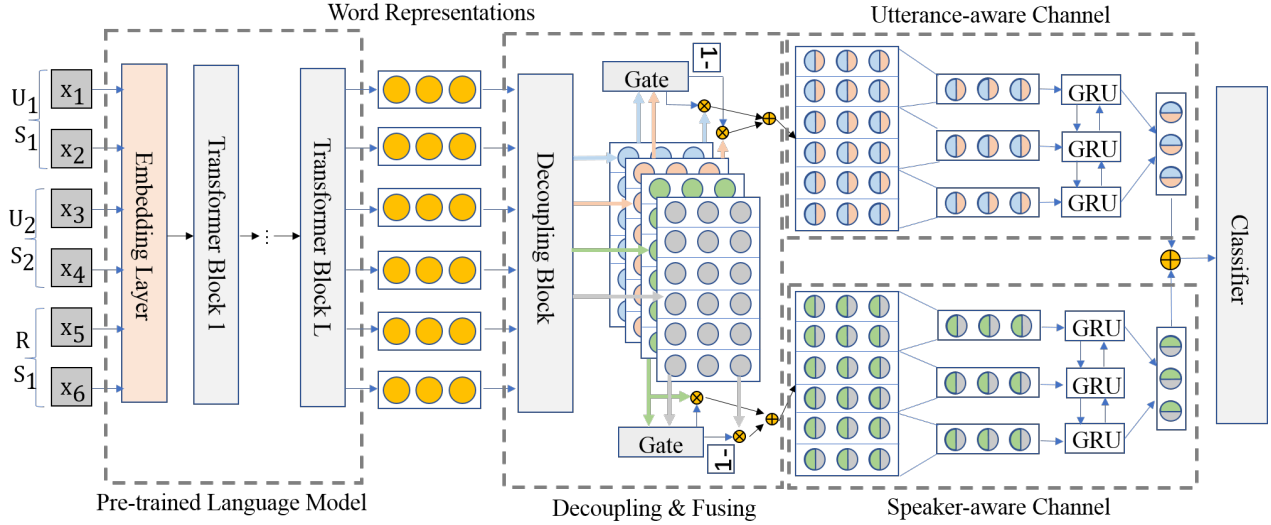 Word Representations
Utterance-aware Channel
U1
S1
U2
S2
R
S1
x1
x2
x3
x4
x5
x6
Embedding Layer
Transformer Block 1
...
Transformer Block L
Decoupling Block
Gate
1-
Gate
1-
GRU
GRU
GRU
GRU
GRU
GRU
Classifier
Pre-trained Language Model
Decoupling & Fusing
Speaker-aware Channel